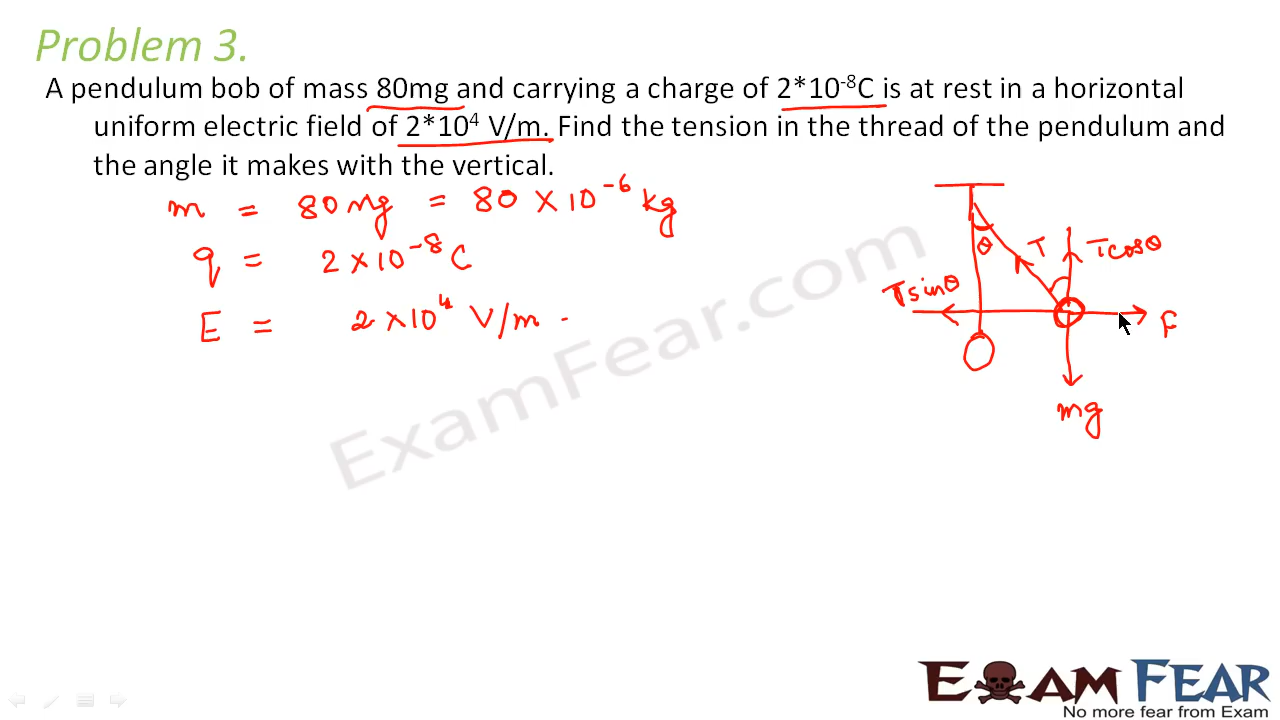 Problem 3.
A pendulum bob of mass 80mg and carrying a charge of 2*10⁻⁸C is at rest in a horizontal
uniform electric field of 2*10⁴ V/m. Find the tension in the thread of the pendulum and
the angle it makes with the vertical.
m = 80mg = 80 × 10⁻⁶ kg
q = 2 × 10⁻⁸ C
E = 2 × 10⁴ V/m
θ T Tcosθ
Tsinθ F
mg
ExamFear.com
EXAM FEAR
No more fear from Exam